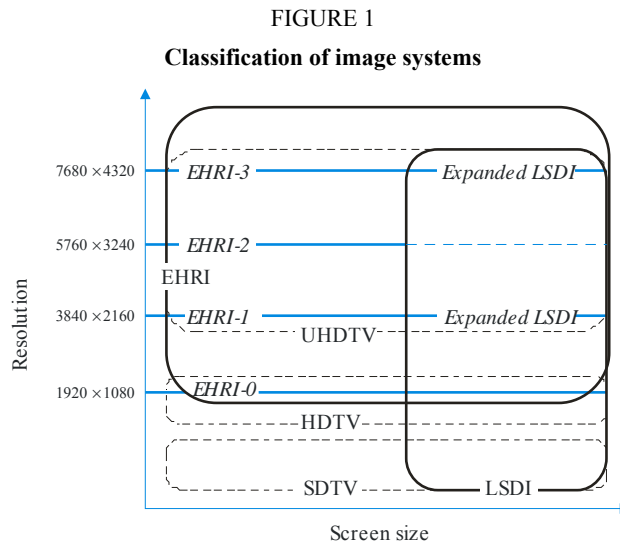 FIGURE 1
Classification of image systems
7680 ×4320
EHRI-3
Expanded LSDI
5760 ×3240
EHRI-2
EHRI
3840 ×2160
EHRI-1
Expanded LSDI
UHDTV
Resolution
1920 ×1080
EHRI-0
HDTV
SDTV
LSDI
Screen size